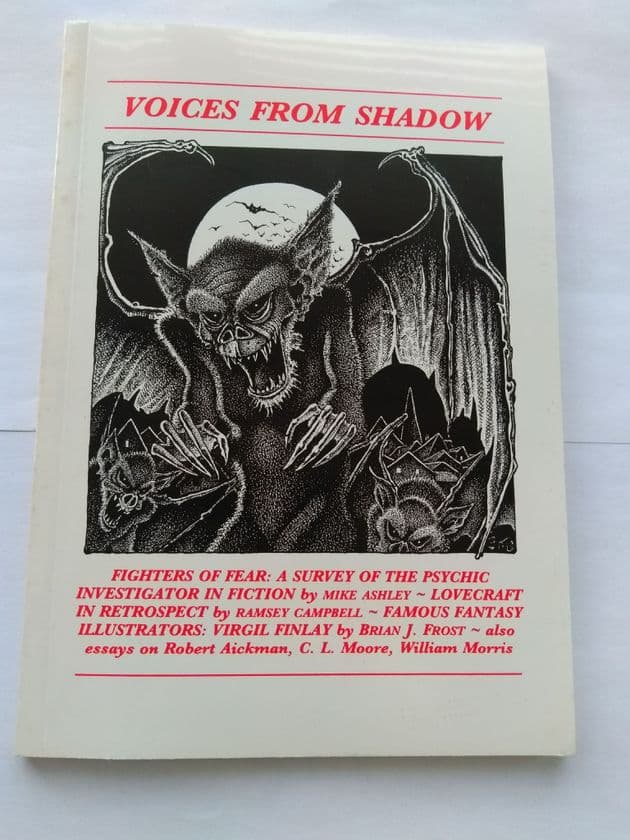 VOICES FROM SHADOW
FIGHTERS OF FEAR: A SURVEY OF THE PSYCHIC
INVESTIGATOR IN FICTION by MIKE ASHLEY ~ LOVECRAFT
IN RETROSPECT by RAMSEY CAMPBELL ~ FAMOUS FANTASY
ILLUSTRATORS: VIRGIL FINLAY by BRIAN J. FROST ~ also
essays on Robert Aickman, C. L. Moore, William Morris